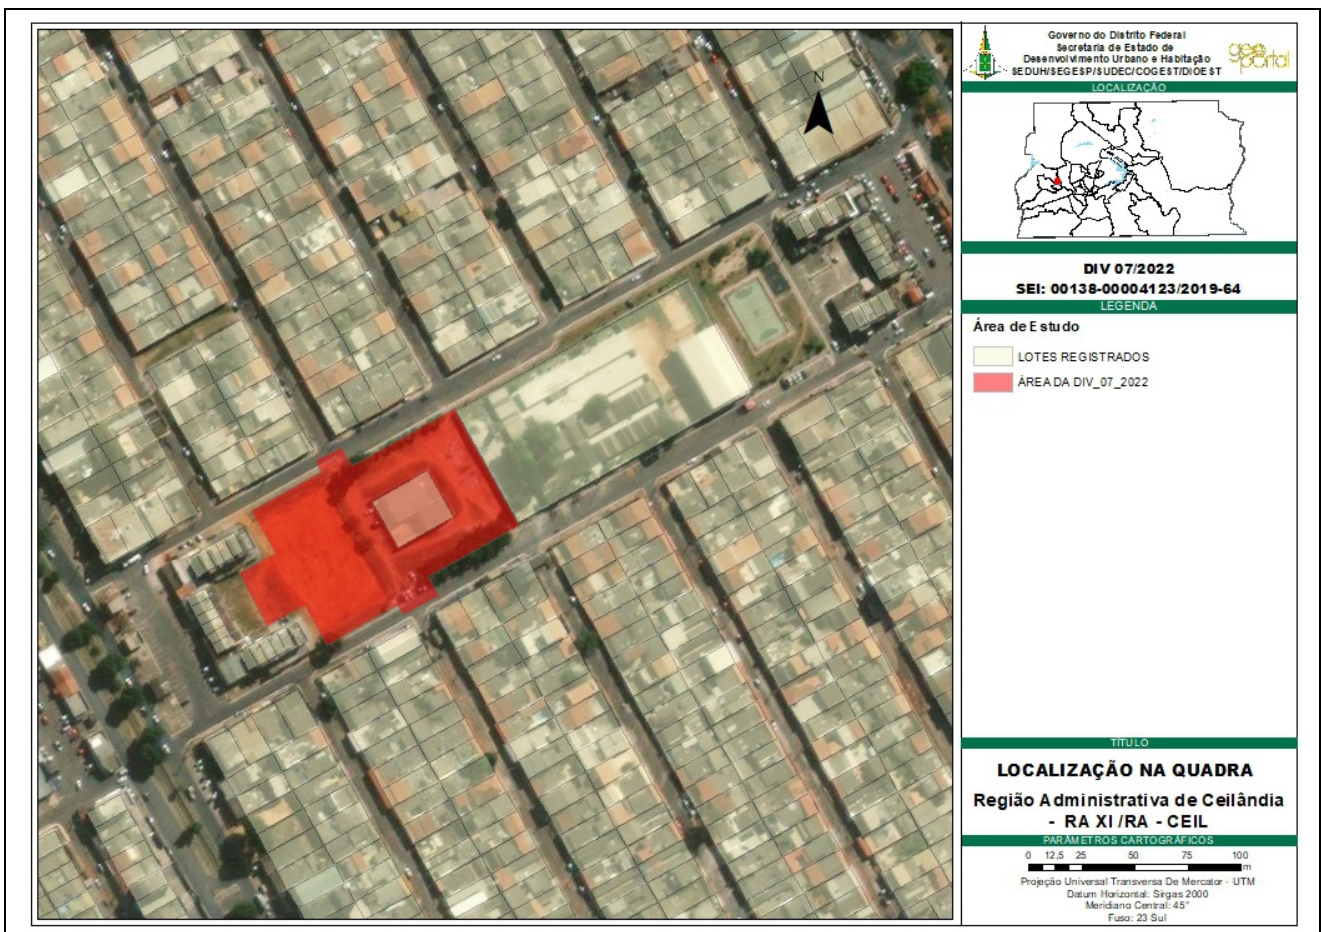 N
Governo do Distrito Federal
Secretaria de Estado de
Desenvolvimento Urbano e Habitação
SEDUH/SEGESP/SUDEC/COGEST/DIOEST
geo
portal
LOCALIZAÇÃO
DIV 07/2022
SEI: 00138-00004123/2019-64
LEGENDA
Área de Estudo
LOTES REGISTRADOS
ÁREA DA DIV_07_2022
TÍTULO
LOCALIZAÇÃO NA QUADRA
Região Administrativa de Ceilândia
- RA XI /RA - CEIL
PARÂMETROS CARTOGRÁFICOS
0 12,5 25 50 75 100
m
Projeção Universal Transversa De Mercator - UTM
Datum Horizontal: Sirgas 2000
Meridiano Central: 45°
Fuso: 23 Sul